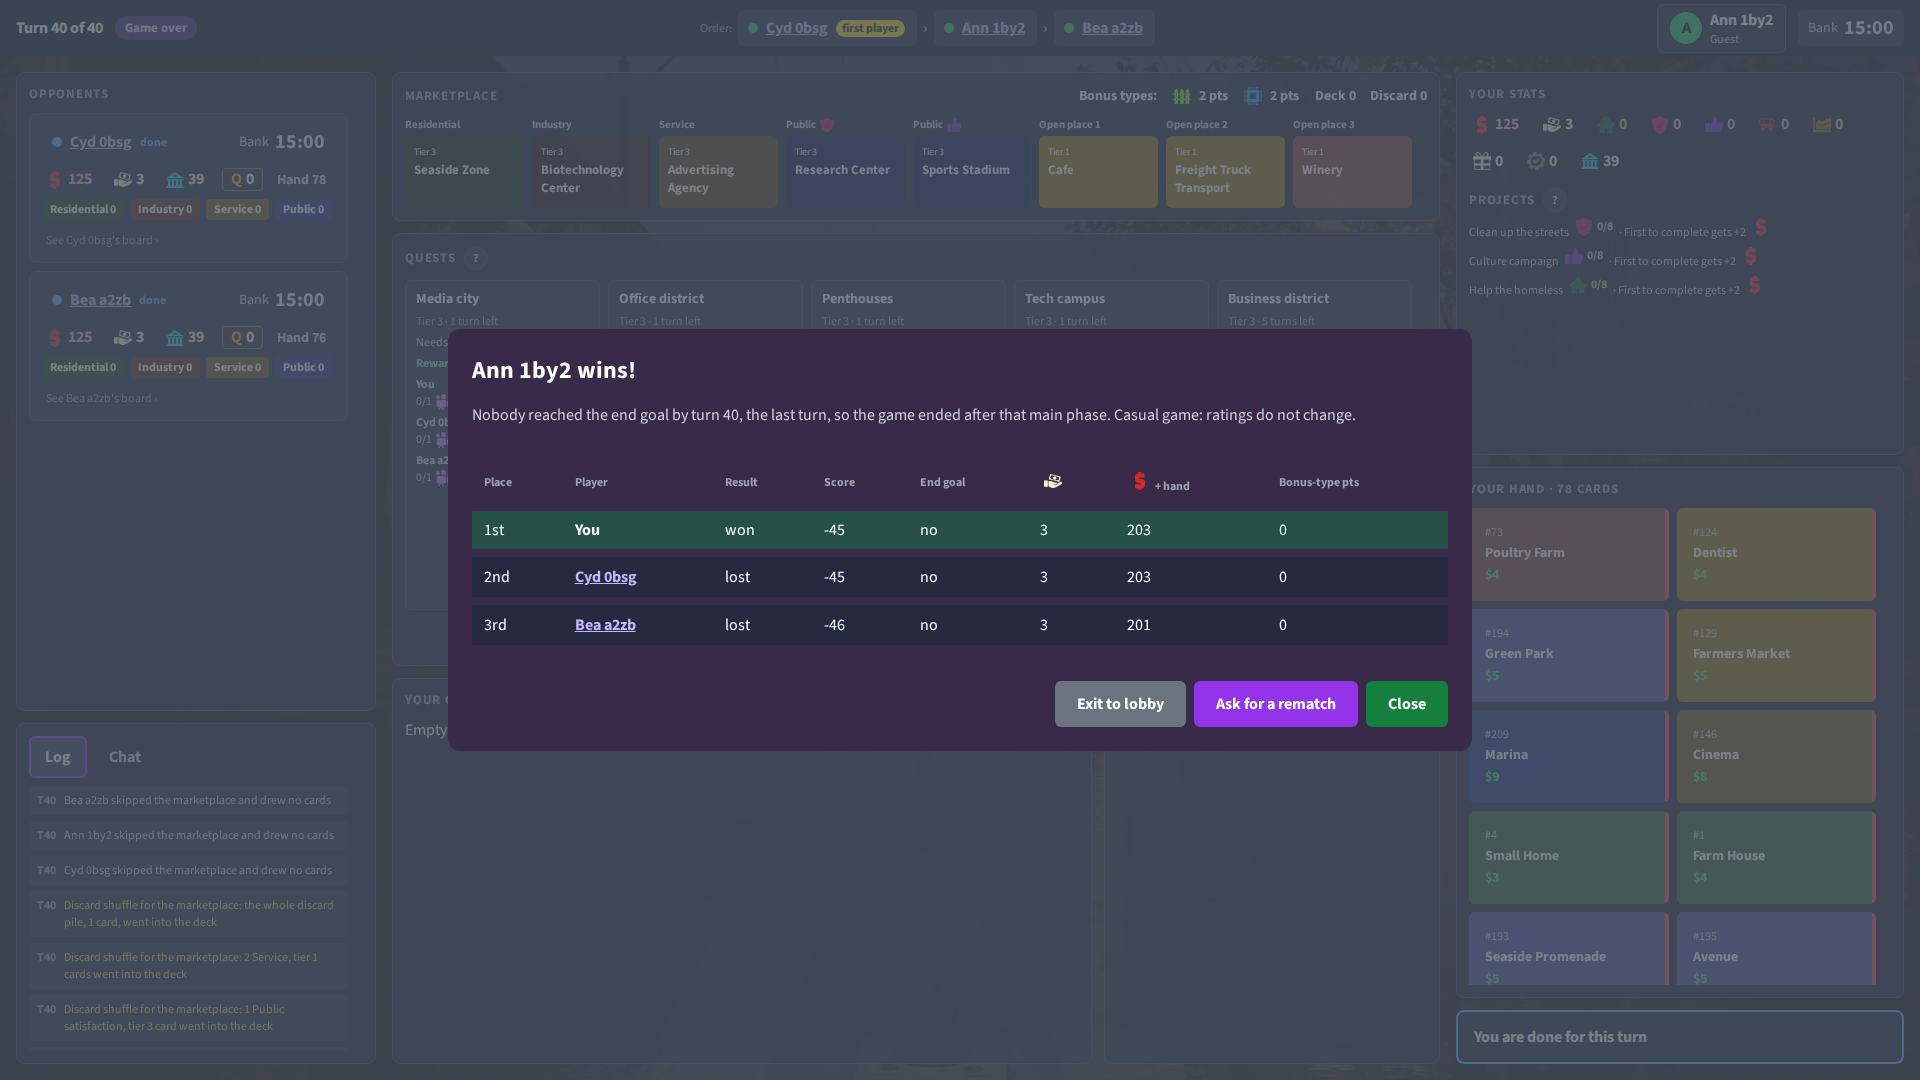 Turn 40 of 40 Game over
Order: Cyd 0bsg first player › Ann 1by2 › Bea a2zb
A Ann 1by2
Guest
Bank 15:00
OPPONENTS
Cyd 0bsg done Bank 15:00
125 3 39 Q 0 Hand 78
Residential 0 Industry 0 Service 0 Public 0
See Cyd 0bsg's board ›
Bea a2zb done Bank 15:00
125 3 39 Q 0 Hand 76
Residential 0 Industry 0 Service 0 Public 0
See Bea a2zb's board ›
MARKETPLACE
Bonus types: 2 pts 2 pts Deck 0 Discard 0
Residential Industry Service Public Public Open place 1 Open place 2 Open place 3
Tier 3
Seaside Zone
Tier 3
Biotechnology
Center
Tier 3
Advertising
Agency
Tier 3
Research Center
Tier 3
Sports Stadium
Tier 1
Cafe
Tier 1
Freight Truck
Transport
Tier 1
Winery
QUESTS ?
Media city
Tier 3 · 1 turn left
Needs
You
0/1
0/1
0/1
Office district
Tier 3 · 1 turn left
Penthouses
Tier 3 · 1 turn left
Tech campus
Tier 3 · 1 turn left
Business district
Tier 3 · 5 turns left
YOUR STATS
125 3 0 0 0 0 0
0 0 39
PROJECTS ?
Clean up the streets 0/8 · First to complete gets +2
Culture campaign 0/8 · First to complete gets +2
Help the homeless 0/8 · First to complete gets +2
Ann 1by2 wins!
Nobody reached the end goal by turn 40, the last turn, so the game ended after that main phase. Casual game: ratings do not change.
Place Player Result Score End goal + hand Bonus-type pts
1st You won -45 no 3 203 0
2nd Cyd 0bsg lost -45 no 3 203 0
3rd Bea a2zb lost -46 no 3 201 0
Exit to lobby Ask for a rematch Close
YOUR
Empty
YOUR HAND · 78 CARDS
#73
Poultry Farm
$4
#124
Dentist
$4
#194
Green Park
$5
#129
Farmers Market
$5
#209
Marina
$9
#146
Cinema
$8
#4
Small Home
$3
#1
Farm House
$4
#193
Seaside Promenade
$5
#195
Avenue
$5
You are done for this turn
Log Chat
T40 Bea a2zb skipped the marketplace and drew no cards
T40 Ann 1by2 skipped the marketplace and drew no cards
T40 Cyd 0bsg skipped the marketplace and drew no cards
T40 Discard shuffle for the marketplace: the whole discard
pile, 1 card, went into the deck
T40 Discard shuffle for the marketplace: 2 Service, tier 1
cards went into the deck
T40 Discard shuffle for the marketplace: 1 Public
satisfaction, tier 3 card went into the deck